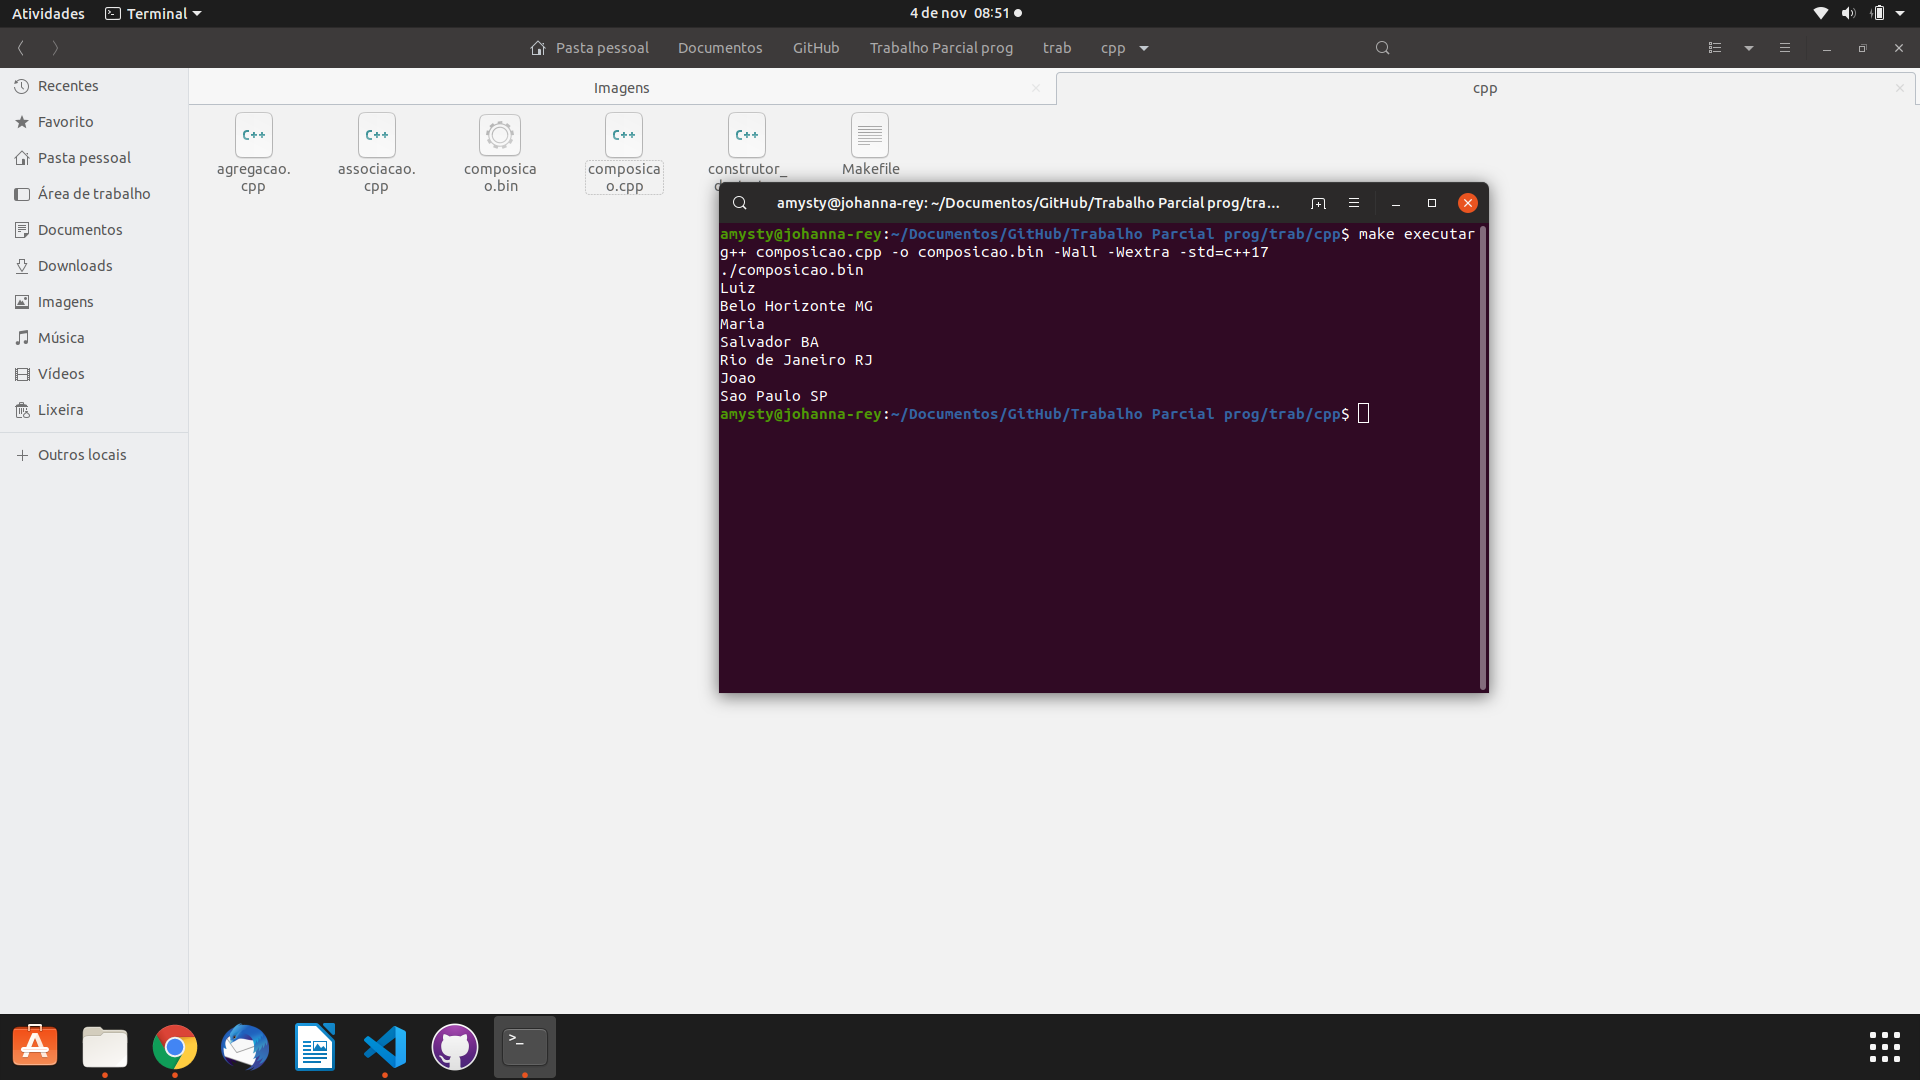 Atividades
Terminal
4 de nov 08:51
Pasta pessoal
Documentos
GitHub
Trabalho Parcial prog
trab
cpp
Recentes
Favorito
Pasta pessoal
Área de trabalho
Documentos
Downloads
Imagens
Música
Vídeos
Lixeira
Outros locais
Imagens
cpp
C++
C++
C++
C++
agregacao.
cpp
associacao.
cpp
composica
o.bin
composica
o.cpp
construtor_
Makefile
amysty@johanna-rey: ~/Documentos/GitHub/Trabalho Parcial prog/tra...
amysty@johanna-rey:~/Documentos/GitHub/Trabalho Parcial prog/trab/cpp$ make executar
g++ composicao.cpp -o composicao.bin -Wall -Wextra -std=c++17
./composicao.bin
Luiz
Belo Horizonte MG
Maria
Salvador BA
Rio de Janeiro RJ
Joao
Sao Paulo SP
amysty@johanna-rey:~/Documentos/GitHub/Trabalho Parcial prog/trab/cpp$